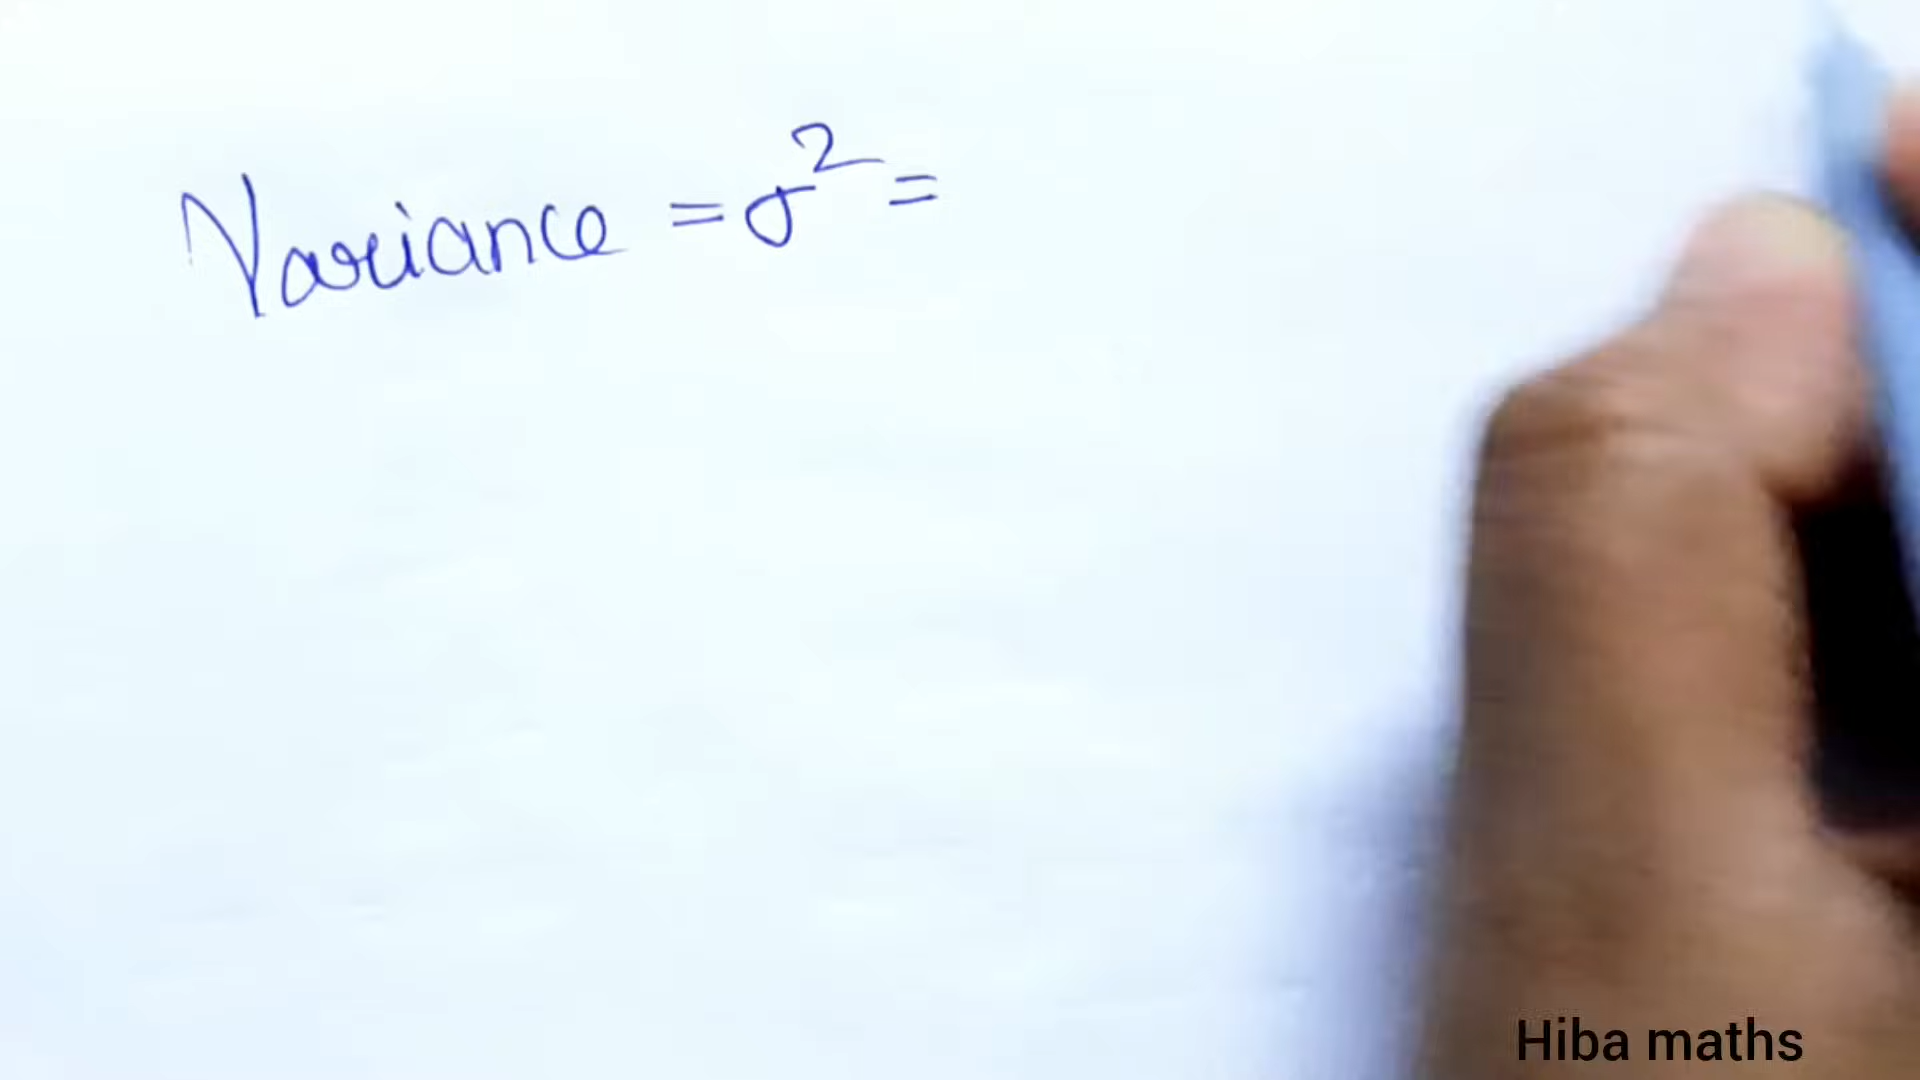 Variance = σ² =
Hiba maths